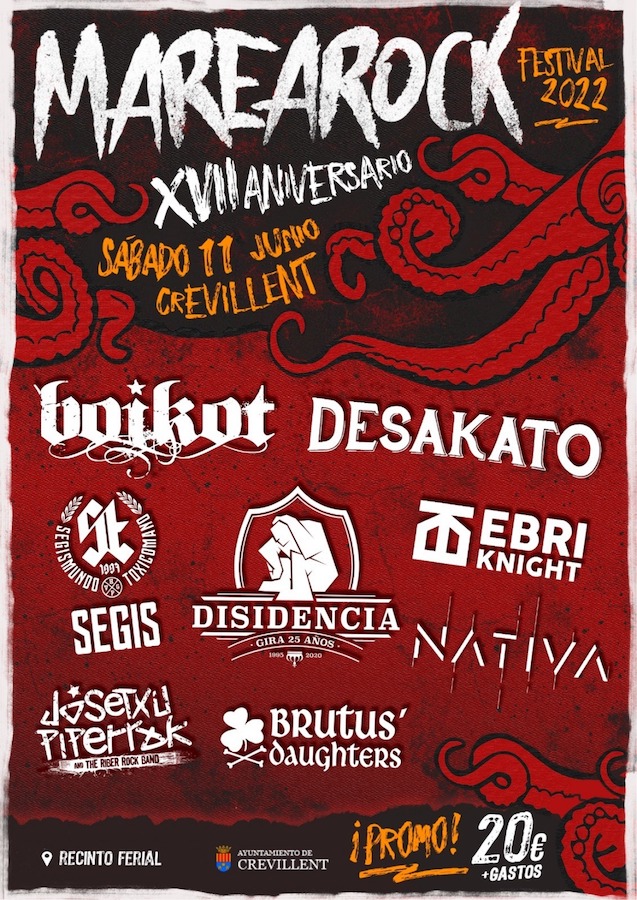 MAREAROCK
FESTIVAL
2022
XVII ANIVERSARIO
SÁBADO 11 JUNIO
CREVILLENT
boikot
DESAKATO
St
1997
SEGISMUNDO TOXICÓMANO
SEGIS
DISIDENCIA
· GIRA 25 AÑOS ·
1995 2020
EBRI
KNIGHT
NATIVA
JOSETXU
PIPERRAK
AND THE RIBER ROCK BAND
BRUTUS'
daughters
RECINTO FERIAL
AYUNTAMIENTO DE
CREVILLENT
¡PROMO!
20€
+GASTOS